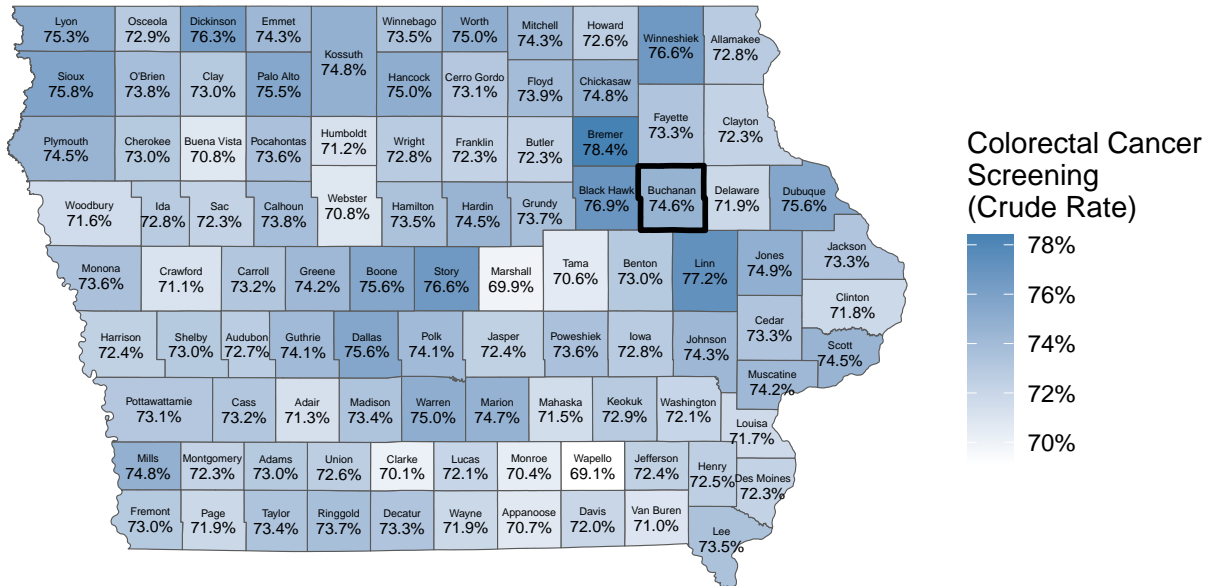 Lyon
75.3%
Osceola
72.9%
Dickinson
76.3%
Emmet
74.3%
Kossuth
74.8%
Winnebago
73.5%
Worth
75.0%
Mitchell
74.3%
Howard
72.6%
Winneshiek
76.6%
Allamakee
72.8%
Sioux
75.8%
O'Brien
73.8%
Clay
73.0%
Palo Alto
75.5%
Hancock
75.0%
Cerro Gordo
73.1%
Floyd
73.9%
Chickasaw
74.8%
Fayette
73.3%
Clayton
72.3%
Plymouth
74.5%
Cherokee
73.0%
Buena Vista
70.8%
Pocahontas
73.6%
Humboldt
71.2%
Wright
72.8%
Franklin
72.3%
Butler
72.3%
Bremer
78.4%
Woodbury
71.6%
Ida
72.8%
Sac
72.3%
Calhoun
73.8%
Webster
70.8%
Hamilton
73.5%
Hardin
74.5%
Grundy
73.7%
Black Hawk
76.9%
Buchanan
74.6%
Delaware
71.9%
Dubuque
75.6%
Monona
73.6%
Crawford
71.1%
Carroll
73.2%
Greene
74.2%
Boone
75.6%
Story
76.6%
Marshall
69.9%
Tama
70.6%
Benton
73.0%
Linn
77.2%
Jones
74.9%
Jackson
73.3%
Clinton
71.8%
Harrison
72.4%
Shelby
73.0%
Audubon
72.7%
Guthrie
74.1%
Dallas
75.6%
Polk
74.1%
Jasper
72.4%
Poweshiek
73.6%
Iowa
72.8%
Johnson
74.3%
Cedar
73.3%
Scott
74.5%
Muscatine
74.2%
Pottawattamie
73.1%
Cass
73.2%
Adair
71.3%
Madison
73.4%
Warren
75.0%
Marion
74.7%
Mahaska
71.5%
Keokuk
72.9%
Washington
72.1%
Louisa
71.7%
Mills
74.8%
Montgomery
72.3%
Adams
73.0%
Union
72.6%
Clarke
70.1%
Lucas
72.1%
Monroe
70.4%
Wapello
69.1%
Jefferson
72.4%
Henry
72.5%
Des Moines
72.3%
Fremont
73.0%
Page
71.9%
Taylor
73.4%
Ringgold
73.7%
Decatur
73.3%
Wayne
71.9%
Appanoose
70.7%
Davis
72.0%
Van Buren
71.0%
Lee
73.5%
Colorectal Cancer
Screening
(Crude Rate)
78%
76%
74%
72%
70%